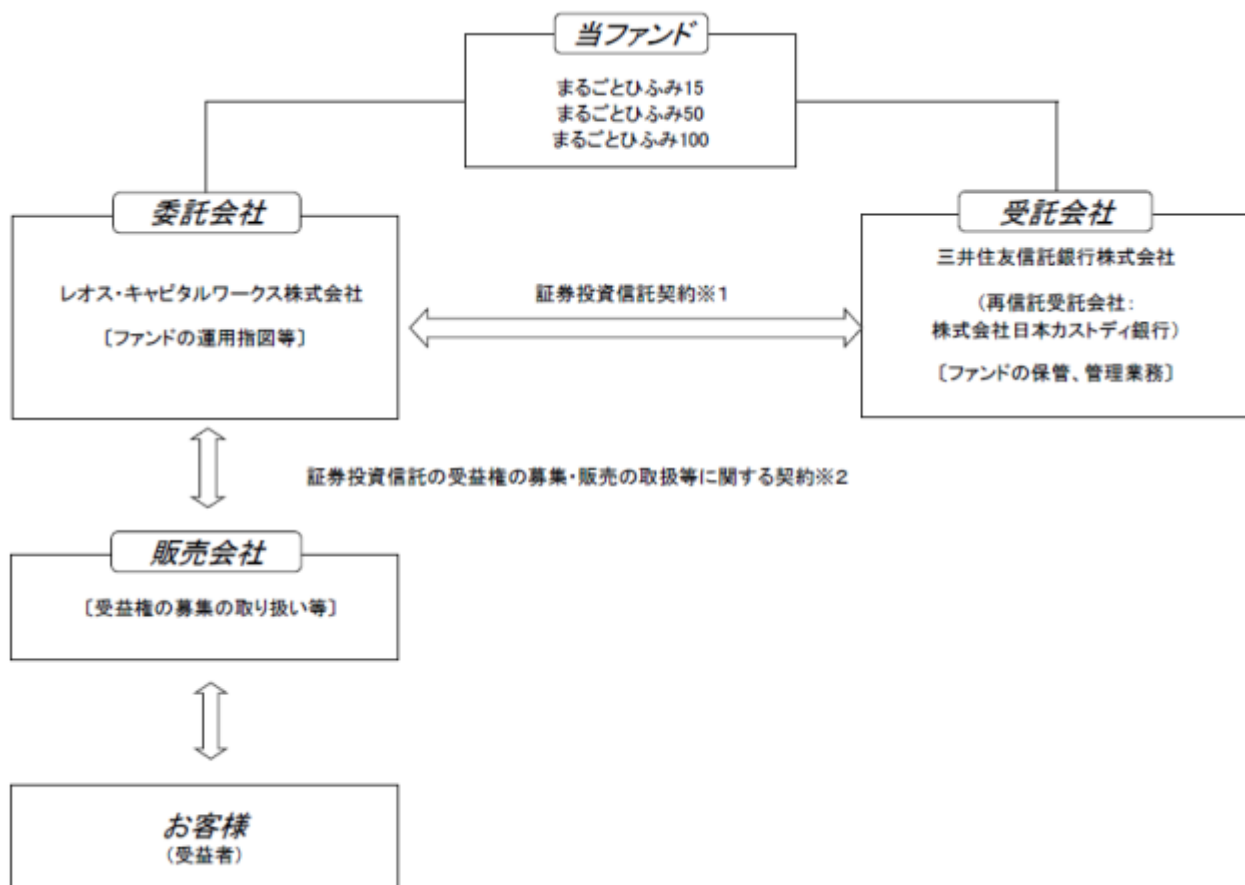 当ファンド
まるごとひふみ15
まるごとひふみ50
まるごとひふみ100
委託会社
レオス・キャピタルワークス株式会社
〔ファンドの運用指図等〕
証券投資信託契約※1
受託会社
三井住友信託銀行株式会社
(再信託受託会社:
株式会社日本カストディ銀行)
〔ファンドの保管、管理業務〕
証券投資信託の受益権の募集・販売の取扱等に関する契約※2
販売会社
〔受益権の募集の取り扱い等〕
お客様
(受益者)